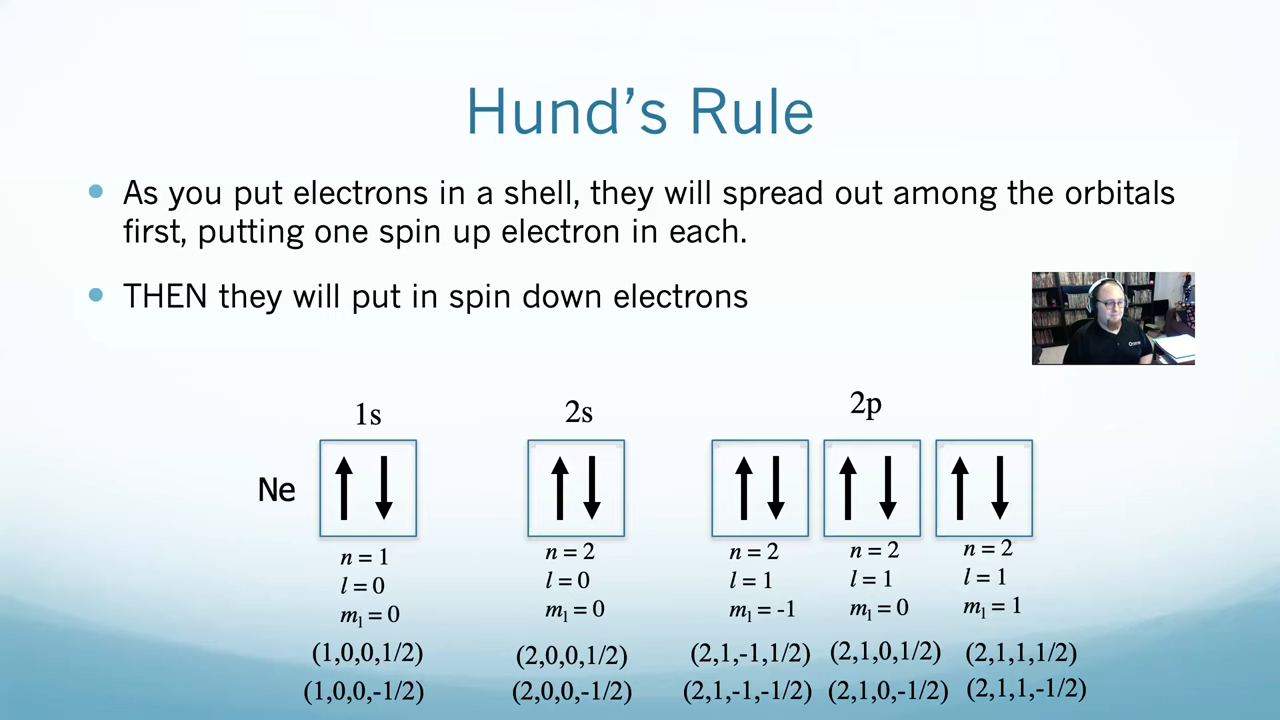 Hund’s Rule
As you put electrons in a shell, they will spread out among the orbitals
first, putting one spin up electron in each.
THEN they will put in spin down electrons
1s 2s 2p
Ne
n = 1 n = 2 n = 2 n = 2 n = 2
l = 0 l = 0 l = 1 l = 1 l = 1
mₗ = 0 mₗ = 0 mₗ = -1 mₗ = 0 mₗ = 1
(1,0,0,1/2) (2,0,0,1/2) (2,1,-1,1/2) (2,1,0,1/2) (2,1,1,1/2)
(1,0,0,-1/2) (2,0,0,-1/2) (2,1,-1,-1/2) (2,1,0,-1/2) (2,1,1,-1/2)